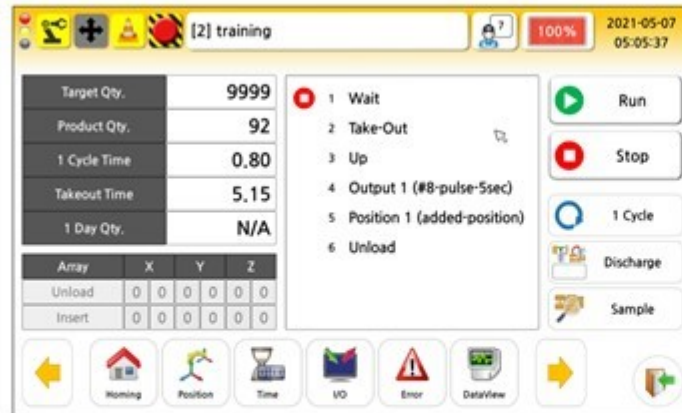 [2] training
?
100%
2021-05-07
05:05:37
Target Qty. 9999
Product Qty. 92
1 Cycle Time 0.80
Takeout Time 5.15
1 Day Qty. N/A
Array X Y Z
Unload 0 0 0 0 0 0
Insert 0 0 0 0 0 0
1 Wait
2 Take-Out
3 Up
4 Output 1 (#8-pulse-5sec)
5 Position 1 (added-position)
6 Unload
Run
Stop
1 Cycle
Discharge
Sample
Homing
Position
Time
I/O
Error
DataView